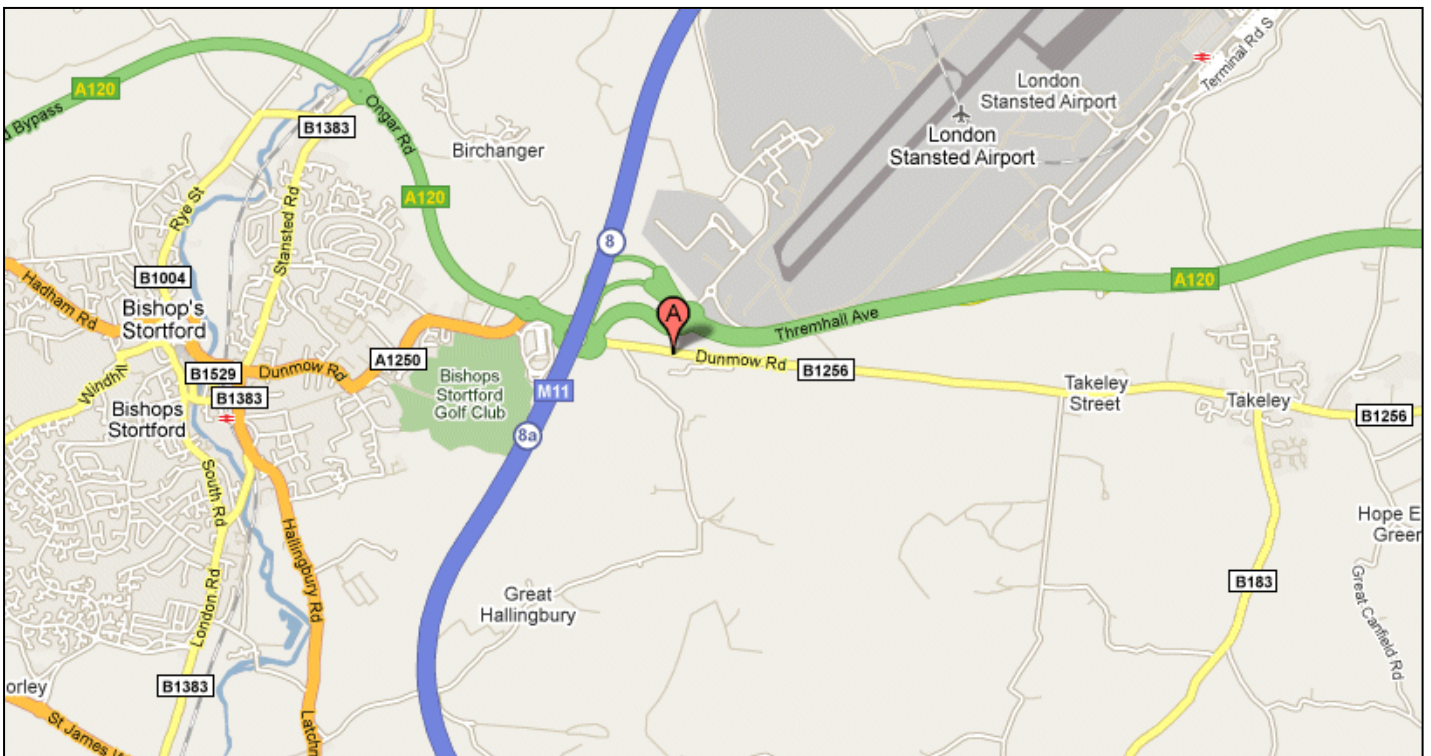 A120
d Bypass
B1383
Ongar Rd
Birchanger
London
Stansted Airport
London
Stansted Airport
Terminal Rd S
A120
Rye St
Stansted Rd
8
B1004
Hadham Rd
Bishop's
Stortford
A
A120
Thremhall Ave
A1250
Dunmow Rd
Dunmow Rd
B1256
B1529
B1383
Windhill
Bishops
Stortford
Bishops
Stortford
Golf Club
M11
8a
Takeley
Street
Takeley
B1256
South Rd
Hallingbury Rd
Hope E
Green
Great
Hallingbury
B183
London Rd
Great Canfield Rd
B1383
orley
St James W
Latchm